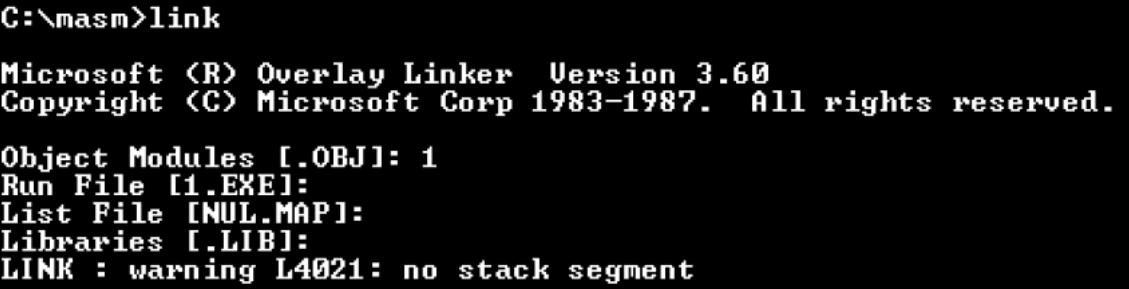 C:\masm>link
Microsoft (R) Overlay Linker  Version 3.60
Copyright (C) Microsoft Corp 1983-1987.  All rights reserved.
Object Modules [.OBJ]: 1
Run File [1.EXE]:
List File [NUL.MAP]:
Libraries [.LIB]:
LINK : warning L4021: no stack segment